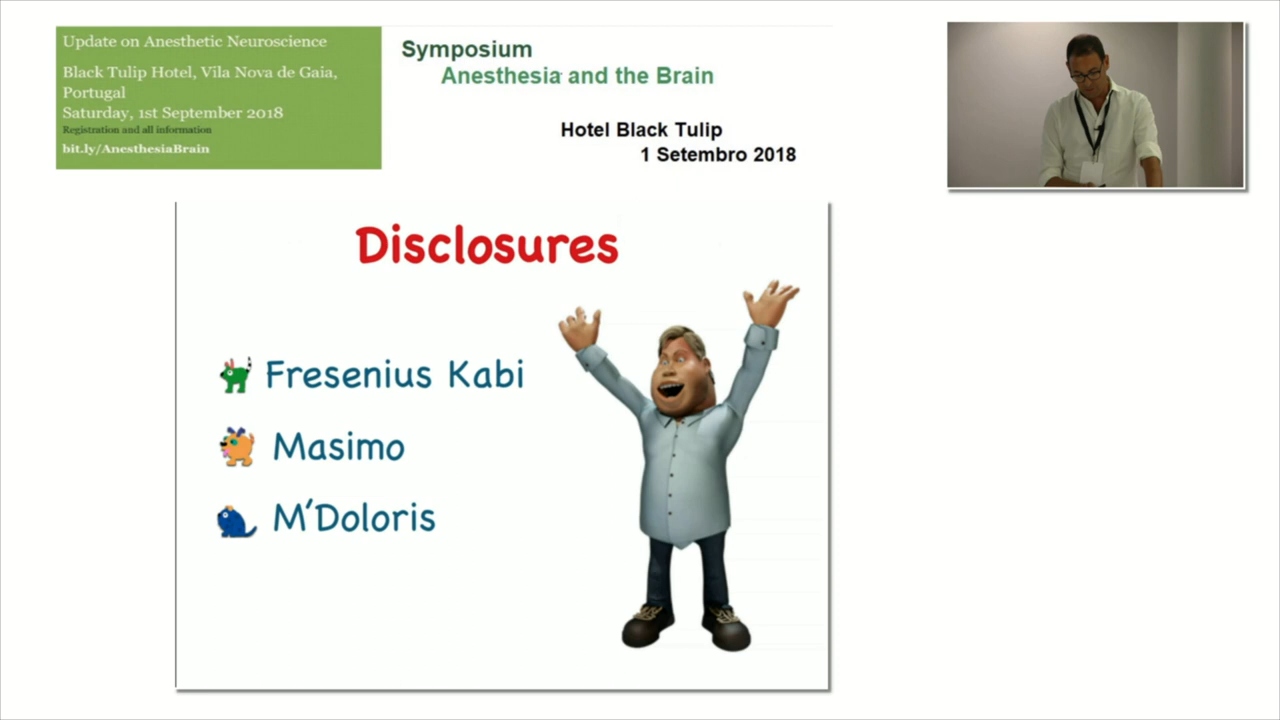 Update on Anesthetic Neuroscience
Black Tulip Hotel, Vila Nova de Gaia,
Portugal
Saturday, 1st September 2018
Registration and all information
bit.ly/AnesthesiaBrain
Symposium
Anesthesia and the Brain
Hotel Black Tulip
1 Setembro 2018
Disclosures
Fresenius Kabi
Masimo
M'Doloris